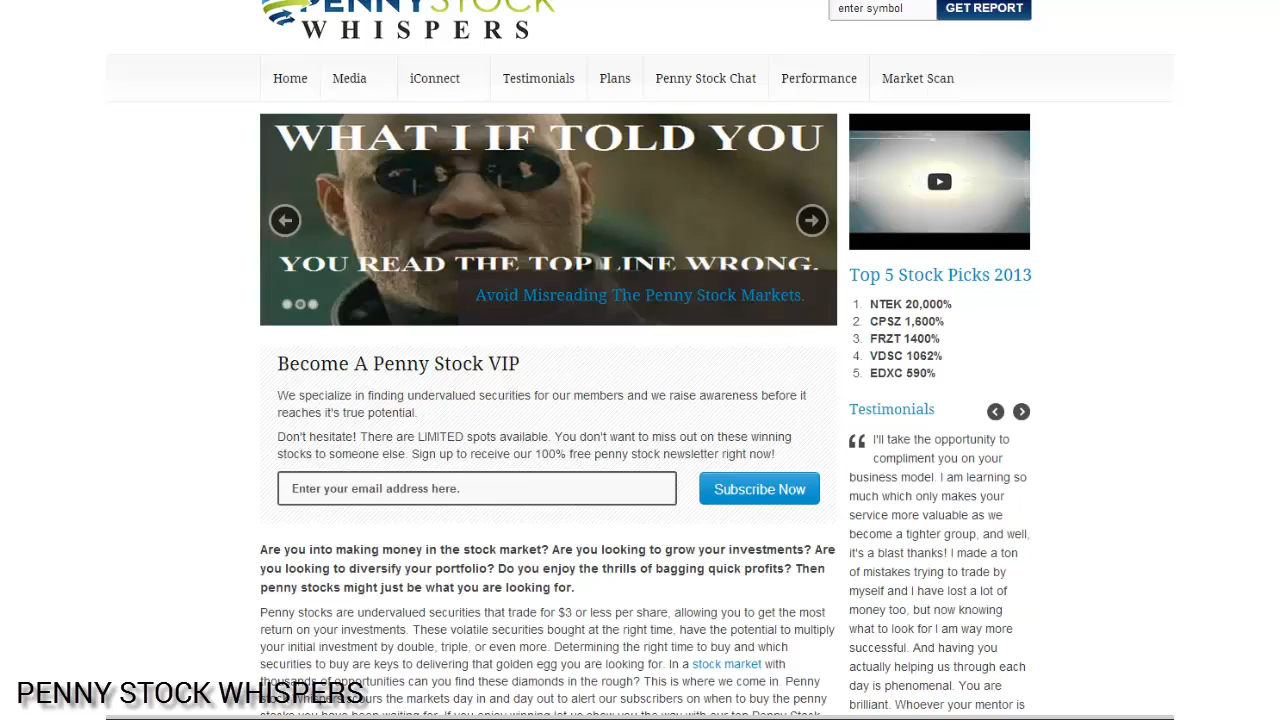 PENNYSTOCK
WHISPERS
enter symbol
GET REPORT
Home
Media
iConnect
Testimonials
Plans
Penny Stock Chat
Performance
Market Scan
WHAT I IF TOLD YOU
YOU READ THE TOP LINE WRONG.
Avoid Misreading The Penny Stock Markets.
Become A Penny Stock VIP
We specialize in finding undervalued securities for our members and we raise awareness before it
reaches it's true potential.
Don't hesitate! There are LIMITED spots available. You don't want to miss out on these winning
stocks to someone else. Sign up to receive our 100% free penny stock newsletter right now!
Enter your email address here.
Subscribe Now
Are you into making money in the stock market? Are you looking to grow your investments? Are
you looking to diversify your portfolio? Do you enjoy the thrills of bagging quick profits? Then
penny stocks might just be what you are looking for.
Penny stocks are undervalued securities that trade for $3 or less per share, allowing you to get the most
return on your investments. These volatile securities bought at the right time, have the potential to multiply
your initial investment by double, triple, or even more. Determining the right time to buy and which
securities to buy are keys to delivering that golden egg you are looking for. In a stock market with
thousands of opportunities can you find these diamonds in the rough? This is where we come in. Penny
stock whispers scours the markets day in and day out to alert our subscribers on when to buy the penny
Top 5 Stock Picks 2013
1. NTEK 20,000%
2. CPSZ 1,600%
3. FRZT 1400%
4. VDSC 1062%
5. EDXC 590%
Testimonials
I'll take the opportunity to
compliment you on your
business model. I am learning so
much which only makes your
service more valuable as we
become a tighter group, and well,
it's a blast thanks! I made a ton
of mistakes trying to trade by
myself and I have lost a lot of
money too, but now knowing
what to look for I am way more
successful. And having you
actually helping us through each
day is phenomenal. You are
brilliant. Whoever your mentor is
PENNY STOCK WHISPERS